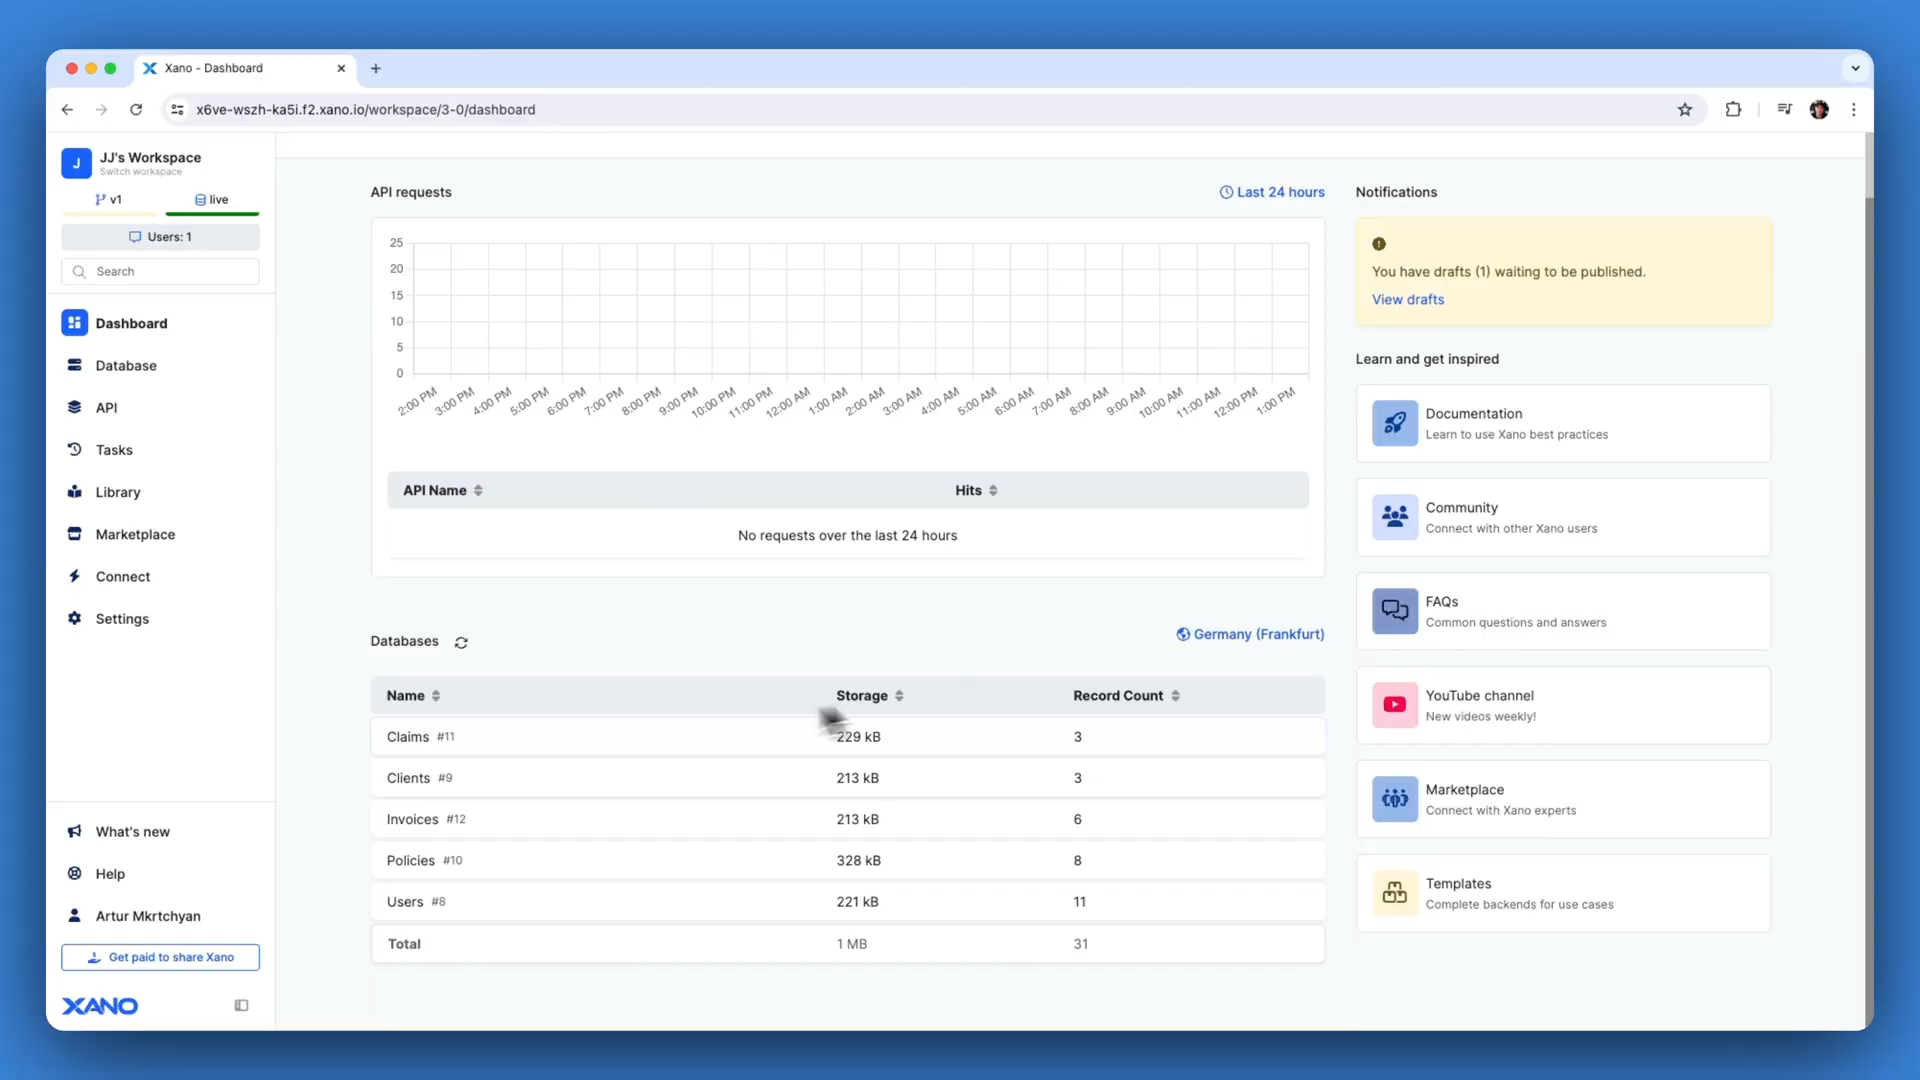 Xano - Dashboard
x6ve-wszh-ka5i.f2.xano.io/workspace/3-0/dashboard
J
JJ's Workspace
Switch workspace
v1
live
Users: 1
Search
Dashboard
Database
API
Tasks
Library
Marketplace
Connect
Settings
What's new
Help
Artur Mkrtchyan
Get paid to share Xano
XANO
API requests
Last 24 hours
25
20
15
10
5
0
2:00 PM 3:00 PM 4:00 PM 5:00 PM 6:00 PM 7:00 PM 8:00 PM 9:00 PM 10:00 PM 11:00 PM 12:00 AM 1:00 AM 2:00 AM 3:00 AM 4:00 AM 5:00 AM 6:00 AM 7:00 AM 8:00 AM 9:00 AM 10:00 AM 11:00 AM 12:00 PM 1:00 PM
API Name Hits
No requests over the last 24 hours
Databases
Germany (Frankfurt)
Name Storage Record Count
Claims #11 229 kB 3
Clients #9 213 kB 3
Invoices #12 213 kB 6
Policies #10 328 kB 8
Users #8 221 kB 11
Total 1 MB 31
Notifications
You have drafts (1) waiting to be published.
View drafts
Learn and get inspired
Documentation
Learn to use Xano best practices
Community
Connect with other Xano users
FAQs
Common questions and answers
YouTube channel
New videos weekly!
Marketplace
Connect with Xano experts
Templates
Complete backends for use cases